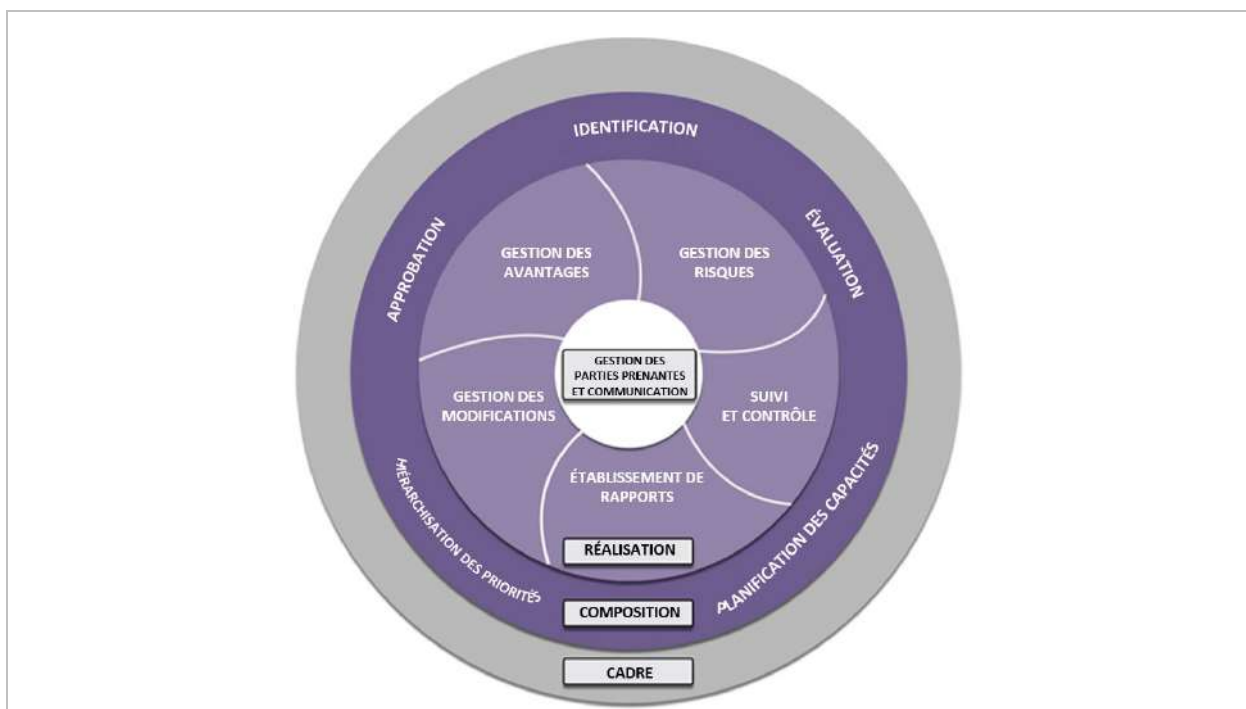 IDENTIFICATION
APPROBATION
ÉVALUATION
GESTION DES
AVANTAGES
GESTION DES
RISQUES
GESTION DES
PARTIES PRENANTES
ET COMMUNICATION
GESTION DES
MODIFICATIONS
SUIVI
ET CONTRÔLE
ÉTABLISSEMENT DE
RAPPORTS
HIÉRARCHISATION DES PRIORITÉS
PLANIFICATION DES CAPACITÉS
RÉALISATION
COMPOSITION
CADRE